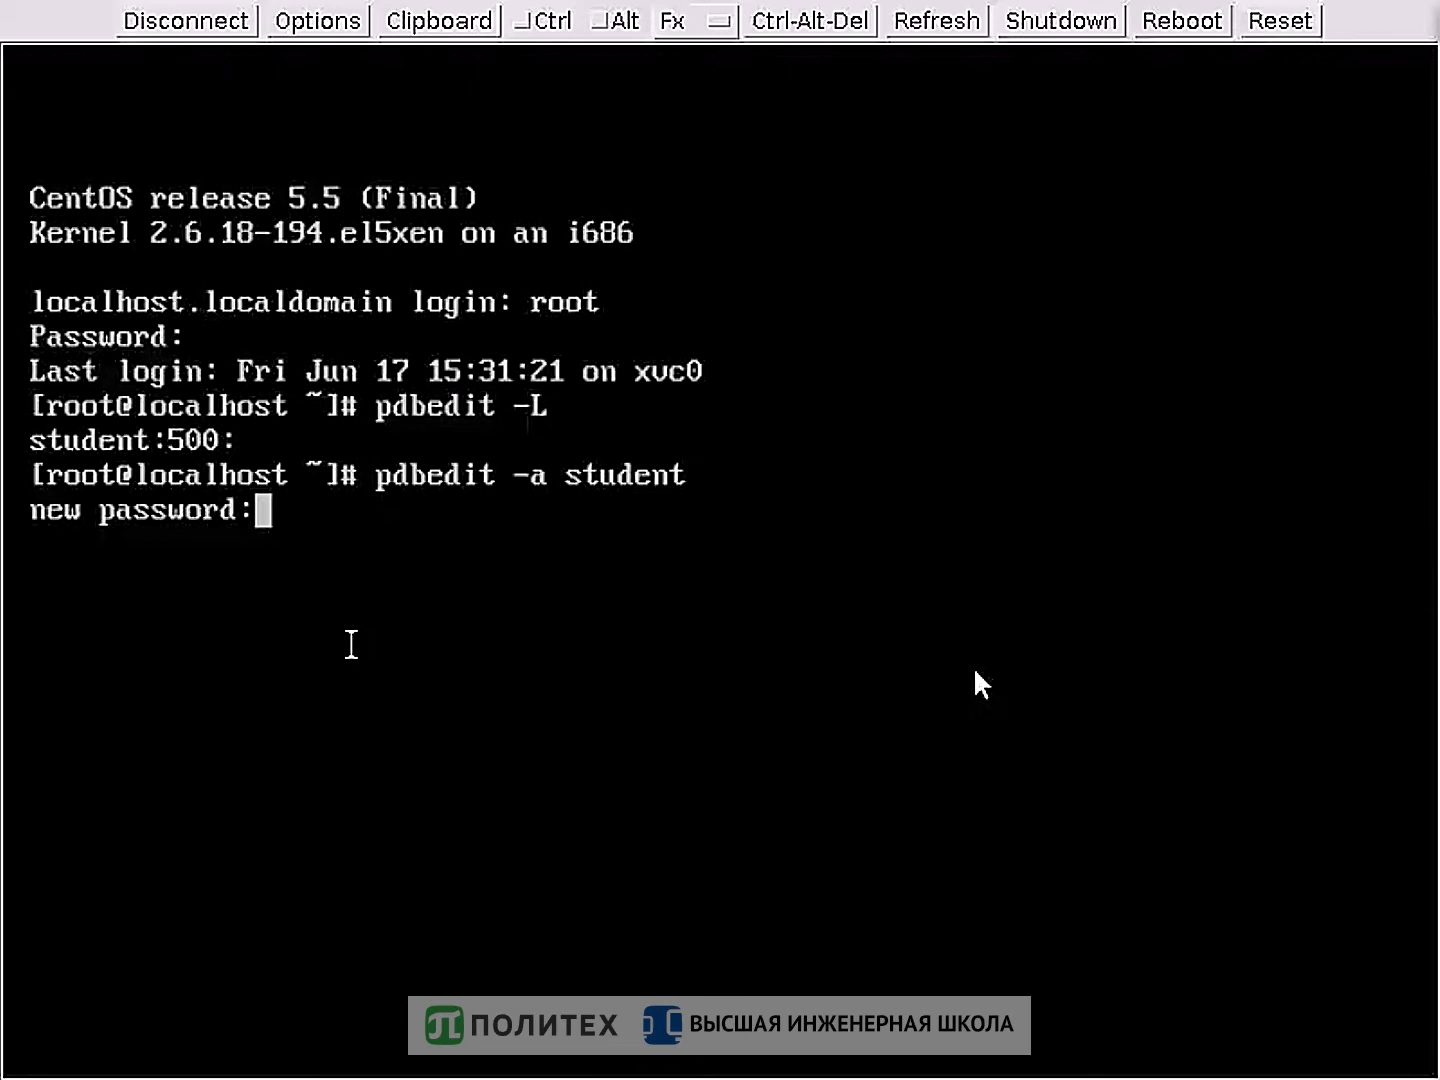 Disconnect Options Clipboard Ctrl Alt Fx Ctrl-Alt-Del Refresh Shutdown Reboot Reset
CentOS release 5.5 (Final)
Kernel 2.6.18-194.el5xen on an i686
localhost.localdomain login: root
Password:
Last login: Fri Jun 17 15:31:21 on xvc0
[root@localhost ~]# pdbedit -L
student:500:
[root@localhost ~]# pdbedit -a student
new password:
ПОЛИТЕХ ВЫСШАЯ ИНЖЕНЕРНАЯ ШКОЛА